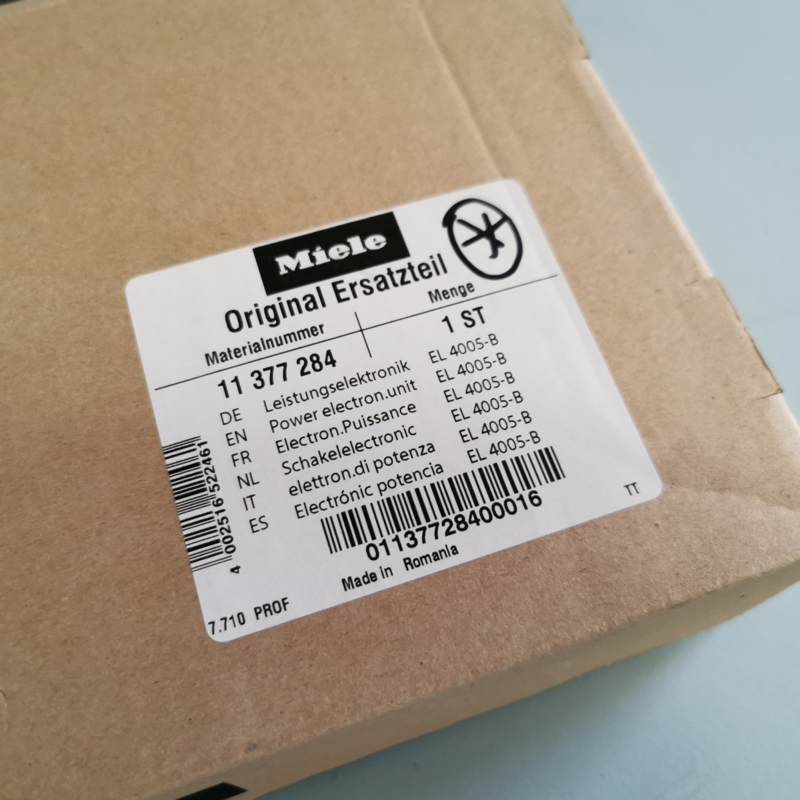 Miele
Original Ersatzteil
Materialnummer Menge
11 377 284 1 ST
DE Leistungselektronik EL 4005-B
EN Power electron.unit EL 4005-B
FR Electron.Puissance EL 4005-B
NL Schakelelectronic EL 4005-B
IT elettron.di potenza EL 4005-B
ES Electrónic potencia EL 4005-B
4 002516 522461
01137728400016
Made in Romania
TT
7.710 PROF